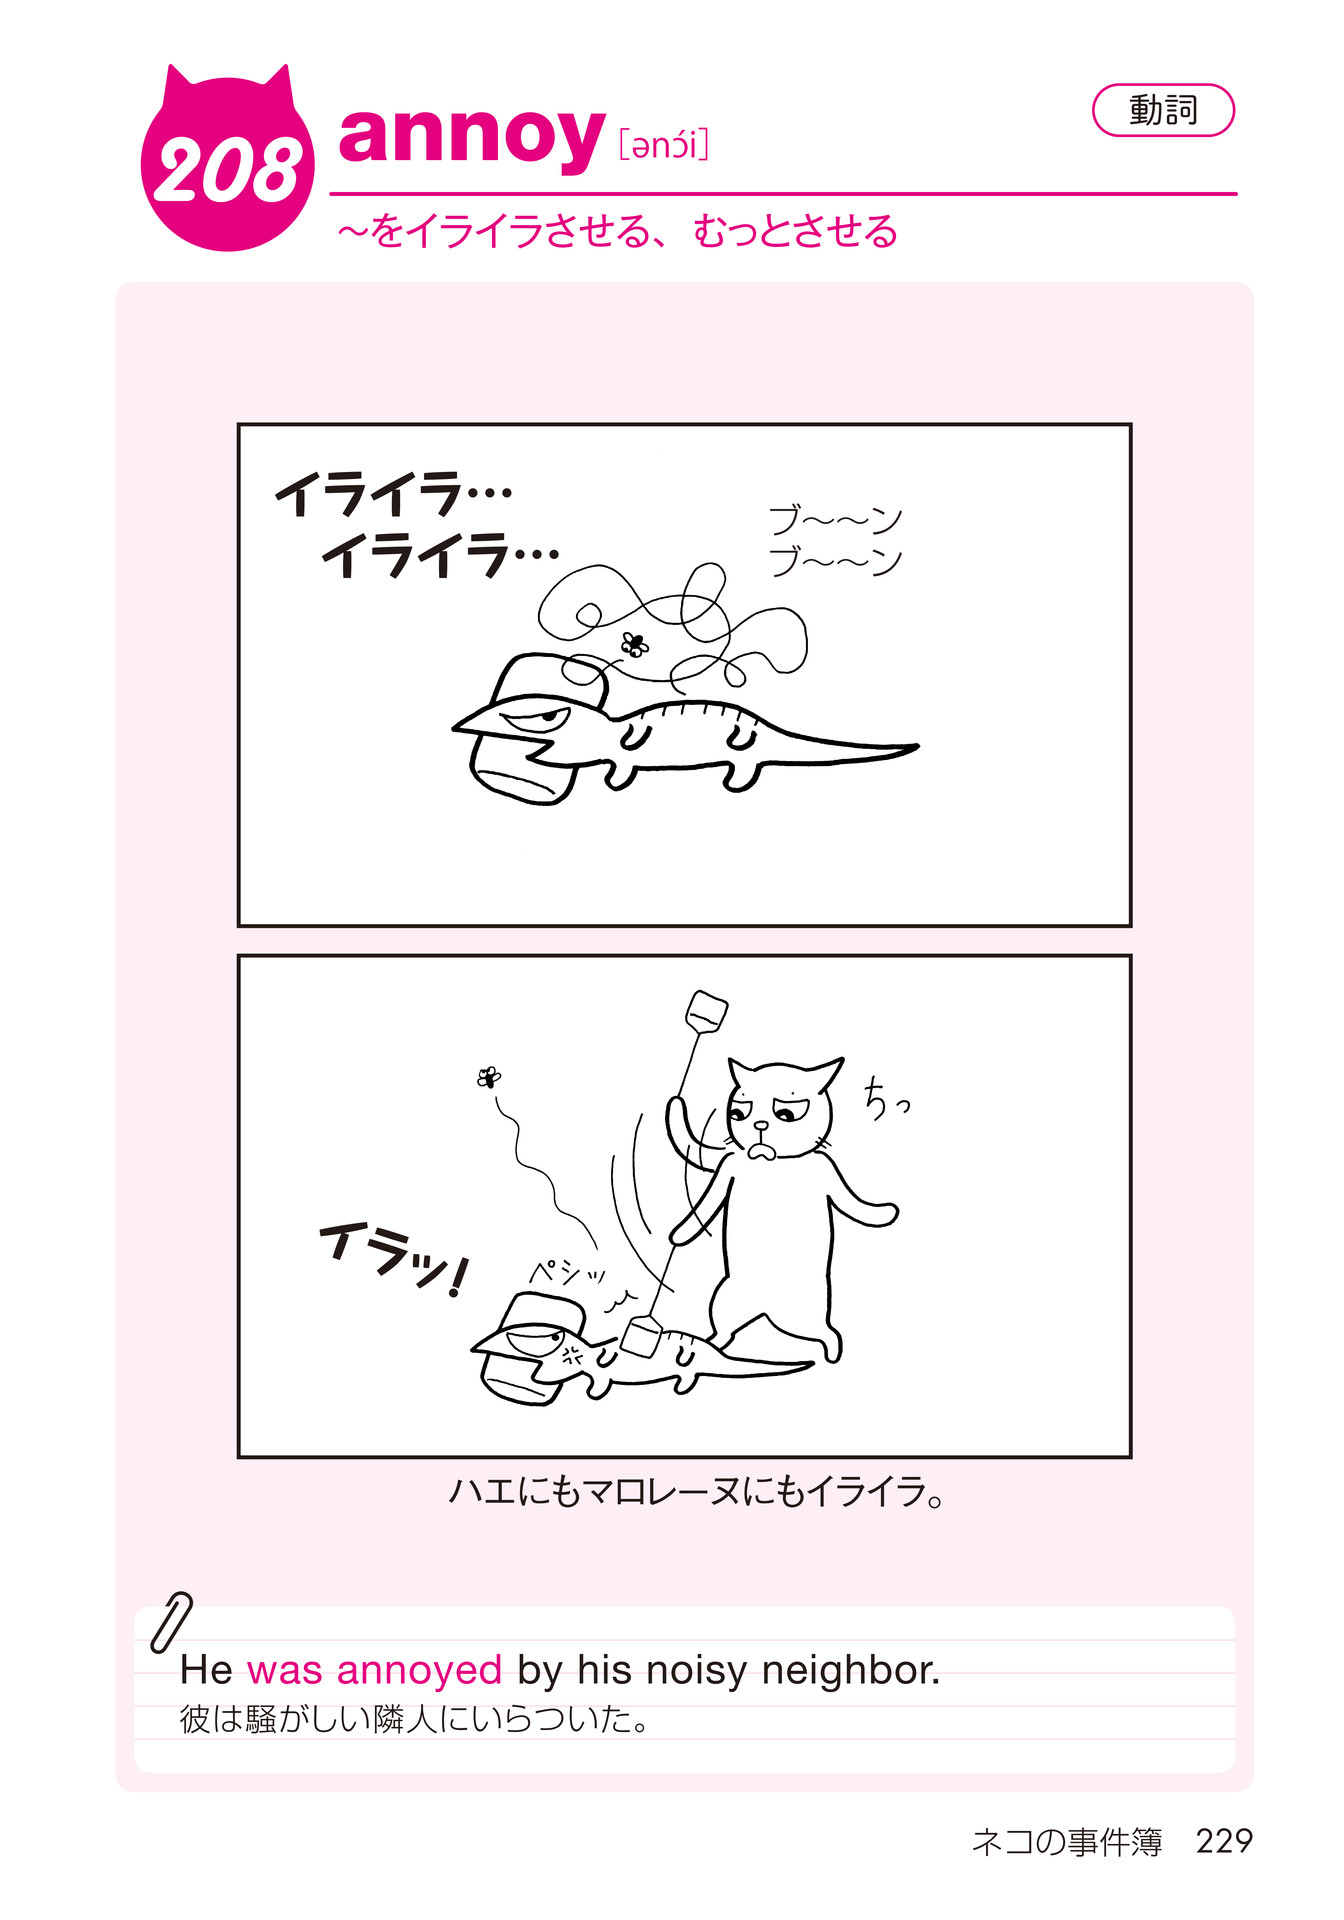 208
annoy [ənɔ́i]
動詞
〜をイライラさせる、むっとさせる
イライラ…
イライラ…
ブ〜〜ン
ブ〜〜ン
ちっ
イラッ!
ペシッ
ハエにもマロレーヌにもイライラ。
He was annoyed by his noisy neighbor.
彼は騒がしい隣人にいらついた。
ネコの事件簿 229